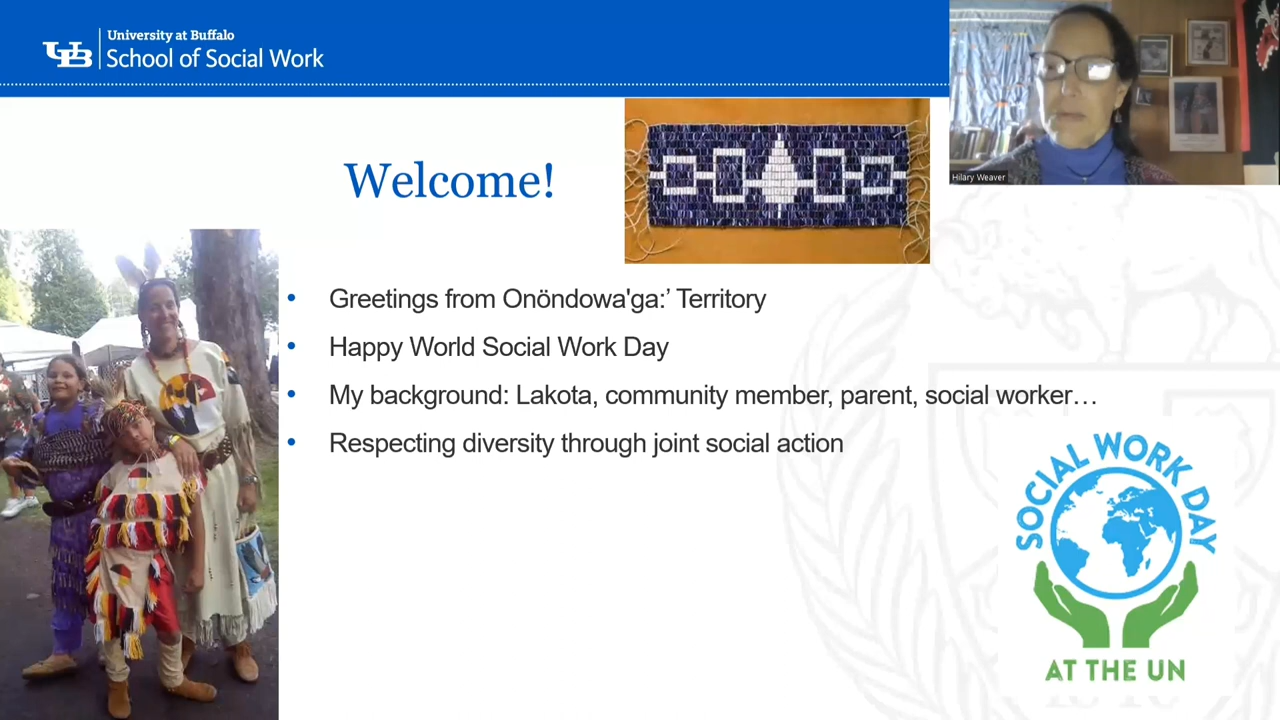 University at Buffalo
UB School of Social Work
Hilary Weaver
Welcome!
• Greetings from Onöndowa'ga:’ Territory
• Happy World Social Work Day
• My background: Lakota, community member, parent, social worker…
• Respecting diversity through joint social action
SOCIAL WORK DAY
AT THE UN